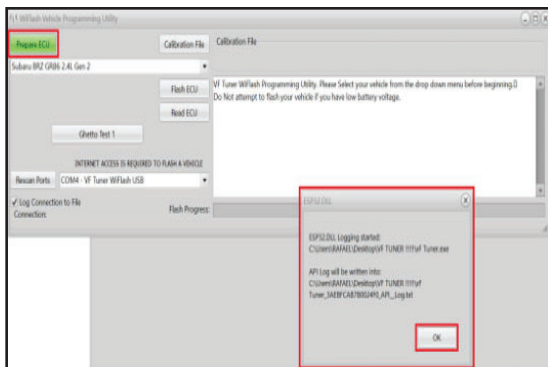 WiFlash Vehicle Programming Utility
Prepare ECU
Calibration File
Calibration File
Subaru BRZ GR86 2.4L Gen 2
Flash ECU
Read ECU
VF Tuner WiFlash Programming Utility. Please Select your vehicle from the drop down menu before beginning.
Do Not attempt to flash your vehicle if you have low battery voltage.
Ghetto Test 1
INTERNET ACCESS IS REQUIRED TO FLASH A VEHICLE
Rescan Ports
COM4 - VF Tuner WiFlash USB
Log Connection to File
Connection:
Flash Progress:
ESP32.DLL
ESP32.DLL Logging started:
C:\Users\RAFAEL\Desktop\VF TUNER !!!!\vf Tuner.exe
API Log will be written into:
C:\Users\RAFAEL\Desktop\VF TUNER !!!!\vf
OK